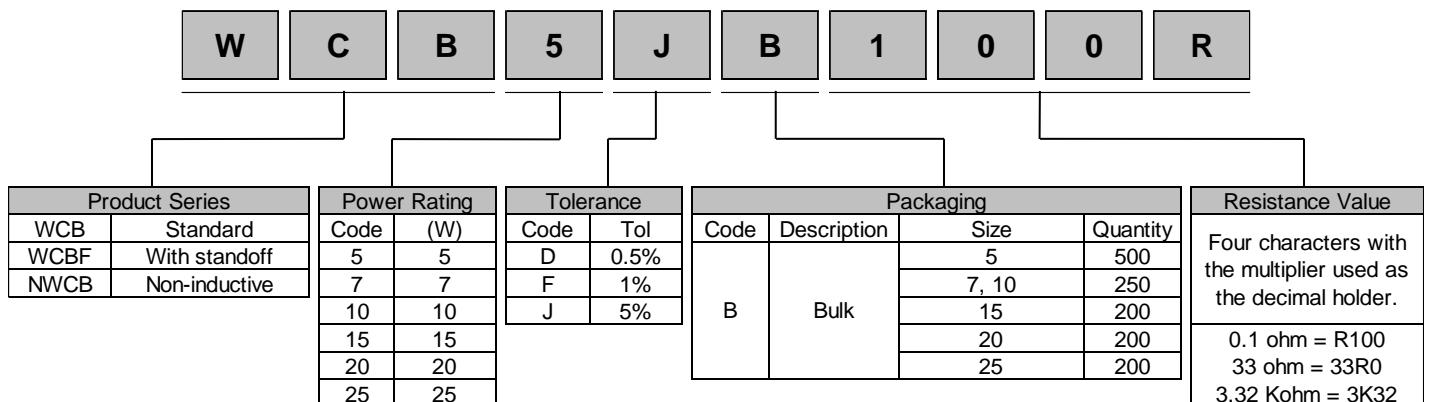 W C B 5 J B 1 0 0 R
Product Series
WCB Standard
WCBF With standoff
NWCB Non-inductive
Power Rating
Code (W)
5 5
7 7
10 10
15 15
20 20
25 25
Tolerance
Code Tol
D 0.5%
F 1%
J 5%
Packaging
Code Description Size Quantity
B Bulk
5 500
7, 10 250
15 200
20 200
25 200
Resistance Value
Four characters with
the multiplier used as
the decimal holder.
0.1 ohm = R100
33 ohm = 33R0
3.32 Kohm = 3K32